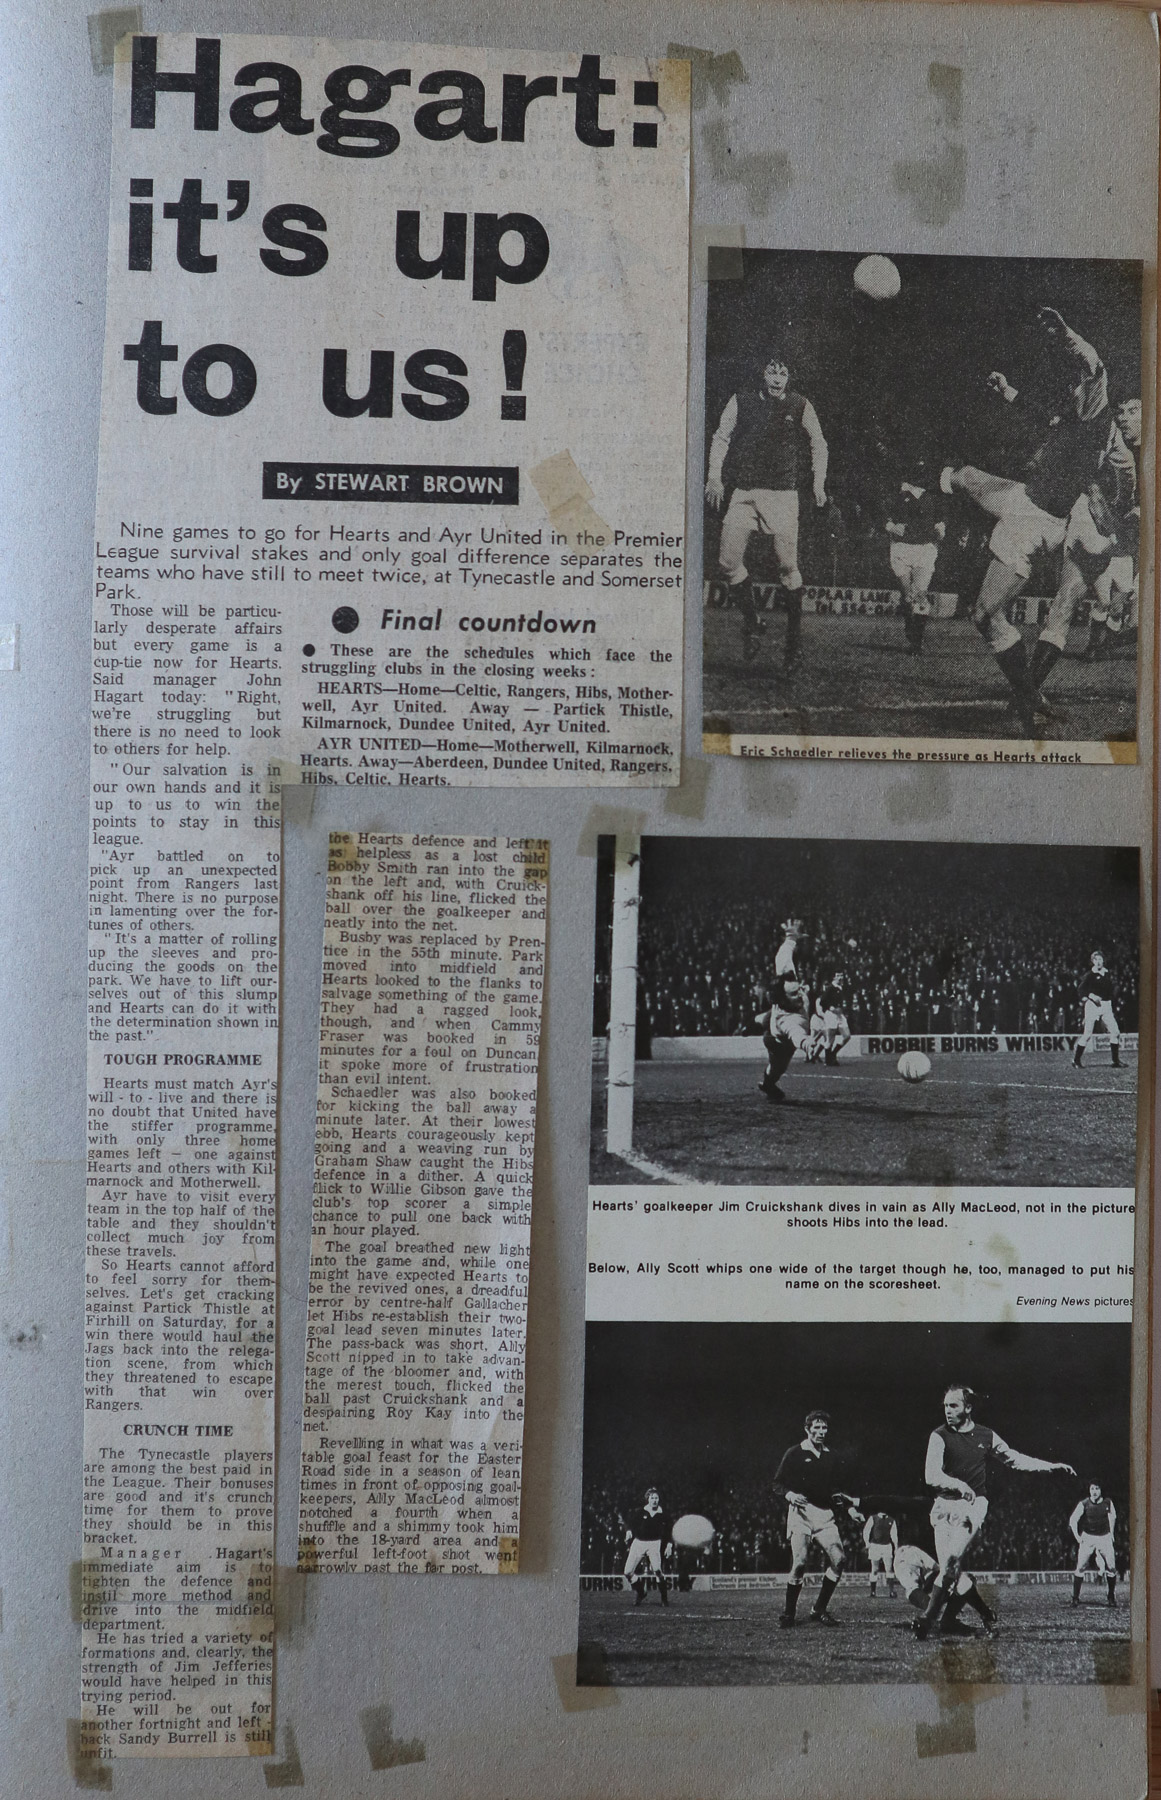 Hagart:
it's up
to us!
By STEWART BROWN
Nine games to go for Hearts and Ayr United in the Premier
League survival stakes and only goal difference separates the
teams who have still to meet twice, at Tynecastle and Somerset
Park.
Those will be particu-
larly desperate affairs
but every game is a
cup-tie now for Hearts.
Said manager John
Hagart today: "Right,
we're struggling but
there is no need to look
to others for help.
"Our salvation is in
our own hands and it is
up to us to win the
points to stay in this
league.
"Ayr battled on to
pick up an unexpected
point from Rangers last
night. There is no purpose
in lamenting over the for-
tunes of others.
"It's a matter of rolling
up the sleeves and pro-
ducing the goods on the
park. We have to lift our-
selves out of this slump
and Hearts can do it with
the determination shown in
the past."
TOUGH PROGRAMME
Hearts must match Ayr's
will - to - live and there is
no doubt that United have
the stiffer programme,
with only three home
games left — one against
Hearts and others with Kil-
marnock and Motherwell.
Ayr have to visit every
team in the top half of the
table and they shouldn't
collect much joy from
these travels.
So Hearts cannot afford
to feel sorry for them-
selves. Let's get cracking
against Partick Thistle at
Firhill on Saturday, for a
win there would haul the
Jags back into the relega-
tion scene, from which
they threatened to escape
with that win over
Rangers.
CRUNCH TIME
The Tynecastle players
are among the best paid in
the League. Their bonuses
are good and it's crunch
time for them to prove
they should be in this
bracket.
Manager Hagart's
immediate aim is to
tighten the defence and
instil more method and
drive into the midfield
department.
He has tried a variety of
formations and, clearly, the
strength of Jim Jefferies
would have helped in this
trying period.
He will be out for
another fortnight and left -
back Sandy Burrell is still
unfit.
● Final countdown
● These are the schedules which face the
struggling clubs in the closing weeks:
HEARTS—Home—Celtic, Rangers, Hibs, Mother-
well, Ayr United. Away — Partick Thistle,
Kilmarnock, Dundee United, Ayr United.
AYR UNITED—Home—Motherwell, Kilmarnock,
Hearts. Away—Aberdeen, Dundee United, Rangers,
Hibs, Celtic, Hearts.
the Hearts defence and left it
as helpless as a lost child
Bobby Smith ran into the gap
on the left and, with Cruick-
shank off his line, flicked the
ball over the goalkeeper and
neatly into the net.
Busby was replaced by Pren-
tice in the 55th minute. Park
moved into midfield and
Hearts looked to the flanks to
salvage something of the game.
They had a ragged look,
though, and when Cammy
Fraser was booked in 59
minutes for a foul on Duncan
it spoke more of frustration
than evil intent.
Schaedler was also booked
for kicking the ball away a
minute later. At their lowest
ebb, Hearts courageously kept
going and a weaving run by
Graham Shaw caught the Hibs
defence in a dither. A quick
flick to Willie Gibson gave the
club's top scorer a simple
chance to pull one back with
an hour played.
The goal breathed new light
into the game and, while one
might have expected Hearts to
be the revived ones, a dreadful
error by centre-half Gallacher
let Hibs re-establish their two-
goal lead seven minutes later.
The pass-back was short, Ally
Scott nipped in to take advan-
tage of the bloomer and, with
the merest touch, flicked the
ball past Cruickshank and a
despairing Roy Kay into the
net.
Revelling in what was a veri-
table goal feast for the Easter
Road side in a season of lean
times in front of opposing goal-
keepers, Ally MacLeod almost
notched a fourth when a
shuffle and a shimmy took him
into the 18-yard area and a
powerful left-foot shot went
narrowly past the far post.
POPLAR LANE,
Tel. 554-
Eric Schaedler relieves the pressure as Hearts attack
ROBBIE BURNS WHISKY
Hearts' goalkeeper Jim Cruickshank dives in vain as Ally MacLeod, not in the picture
shoots Hibs into the lead.
Below, Ally Scott whips one wide of the target though he, too, managed to put his
name on the scoresheet.
Evening News pictures
URNS WHISKY